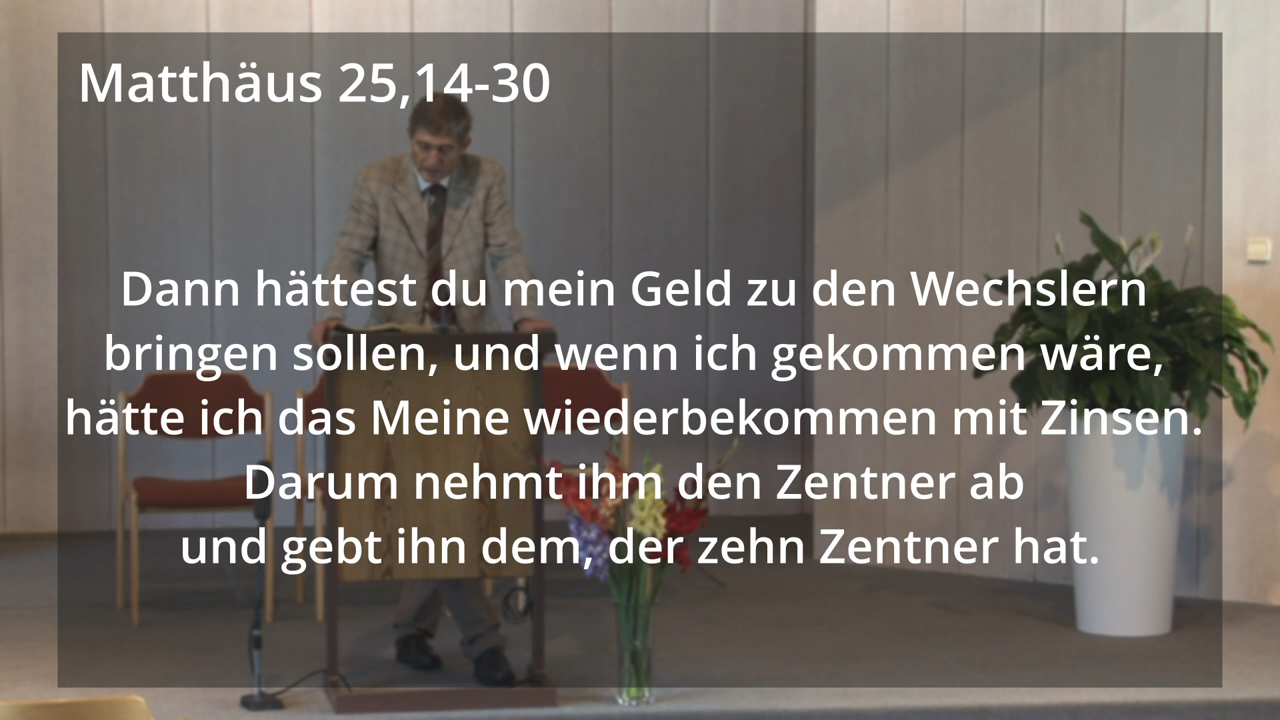 Matthäus 25,14-30
Dann hättest du mein Geld zu den Wechslern
bringen sollen, und wenn ich gekommen wäre,
hätte ich das Meine wiederbekommen mit Zinsen.
Darum nehmt ihm den Zentner ab
und gebt ihn dem, der zehn Zentner hat.